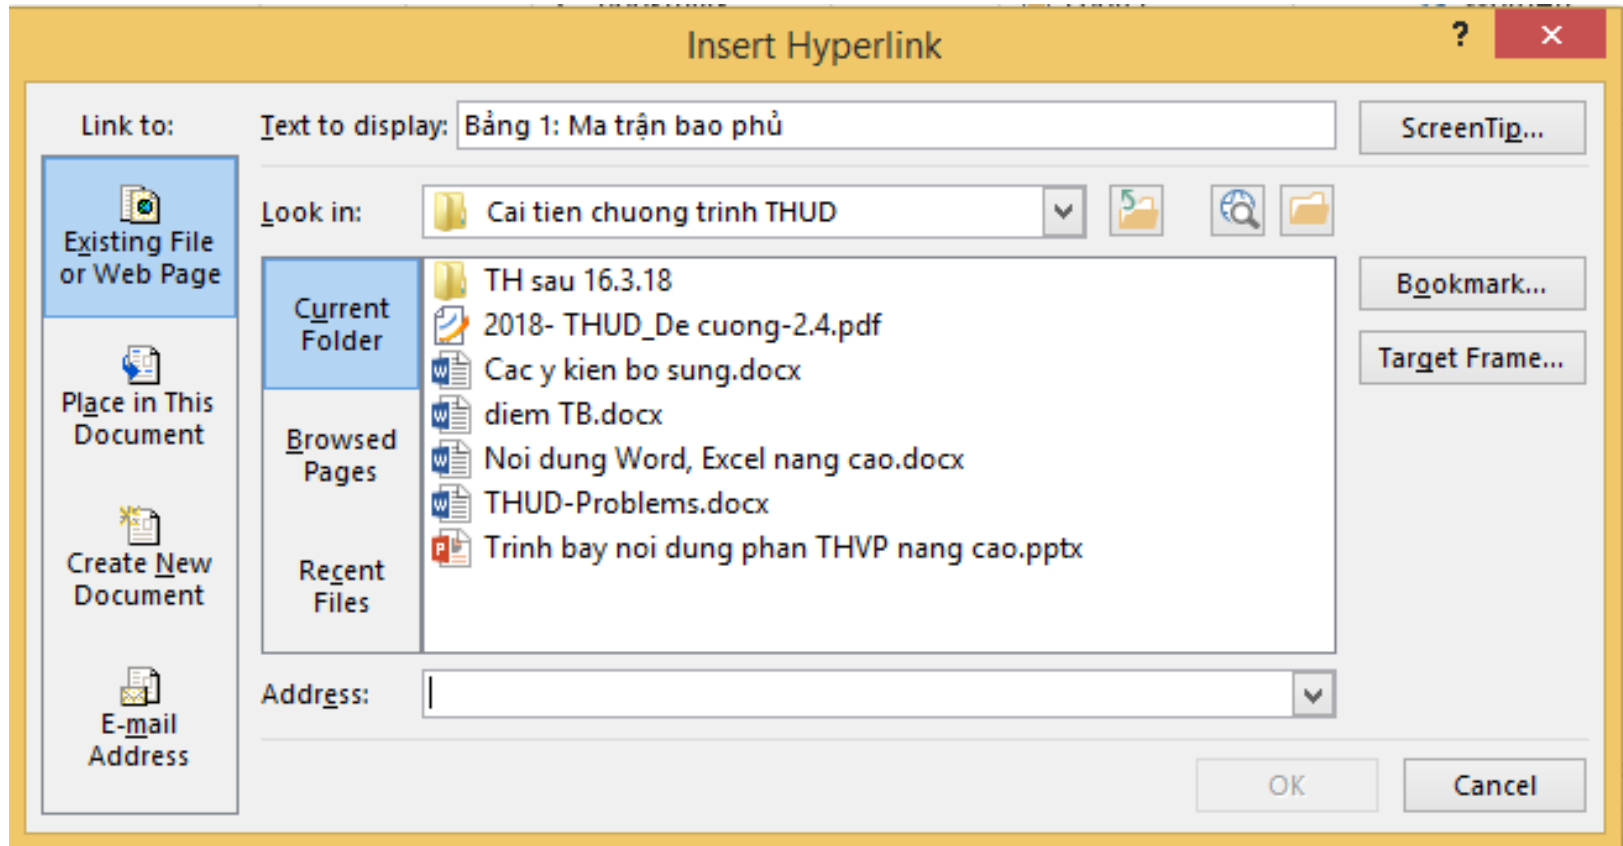 Insert Hyperlink
?
Link to:
Text to display:
Bảng 1: Ma trận bao phủ
ScreenTip...
Existing File
or Web Page
Look in:
Cai tien chuong trinh THUD
Current
Folder
TH sau 16.3.18
2018- THUD_De cuong-2.4.pdf
Cac y kien bo sung.docx
diem TB.docx
Noi dung Word, Excel nang cao.docx
THUD-Problems.docx
Trinh bay noi dung phan THVP nang cao.pptx
Bookmark...
Target Frame...
Place in This
Document
Browsed
Pages
Create New
Document
Recent
Files
E-mail
Address
Address:
OK
Cancel